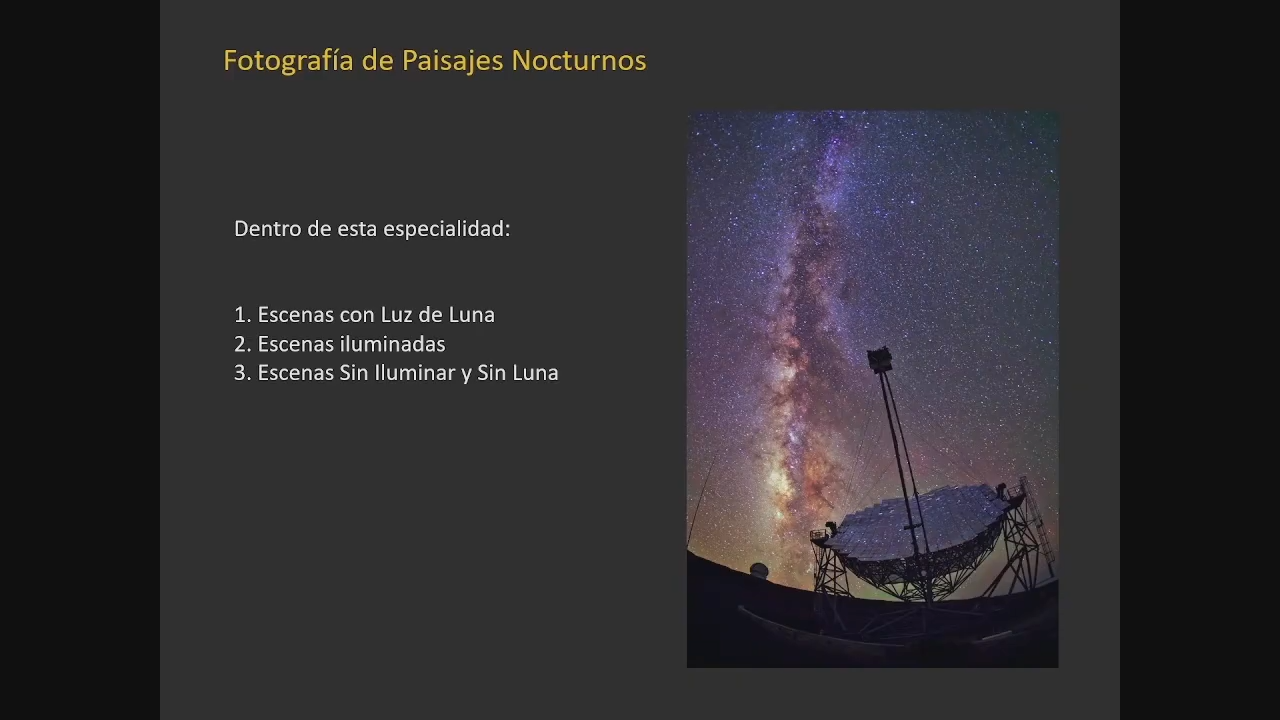 Fotografía de Paisajes Nocturnos
Dentro de esta especialidad:
1. Escenas con Luz de Luna
2. Escenas iluminadas
3. Escenas Sin Iluminar y Sin Luna